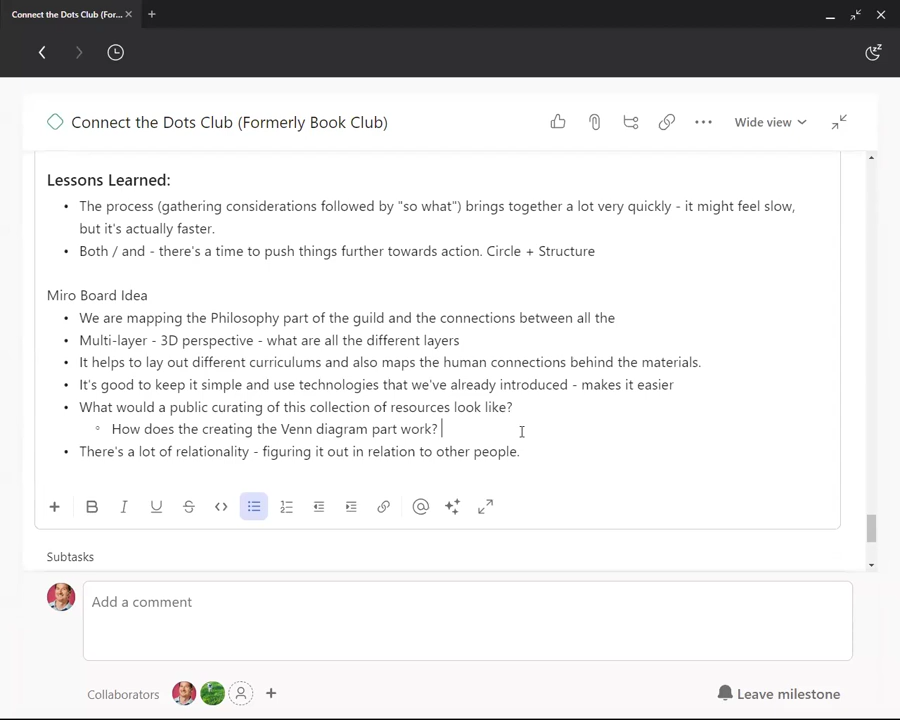 Connect the Dots Club (For...
Connect the Dots Club (Formerly Book Club)
Wide view
Lessons Learned:
• The process (gathering considerations followed by "so what") brings together a lot very quickly - it might feel slow,
but it's actually faster.
• Both / and - there's a time to push things further towards action. Circle + Structure
Miro Board Idea
• We are mapping the Philosophy part of the guild and the connections between all the
• Multi-layer - 3D perspective - what are all the different layers
• It helps to lay out different curriculums and also maps the human connections behind the materials.
• It's good to keep it simple and use technologies that we've already introduced - makes it easier
• What would a public curating of this collection of resources look like?
◦ How does the creating the Venn diagram part work?
• There's a lot of relationality - figuring it out in relation to other people.
Subtasks
Add a comment
Collaborators
Leave milestone